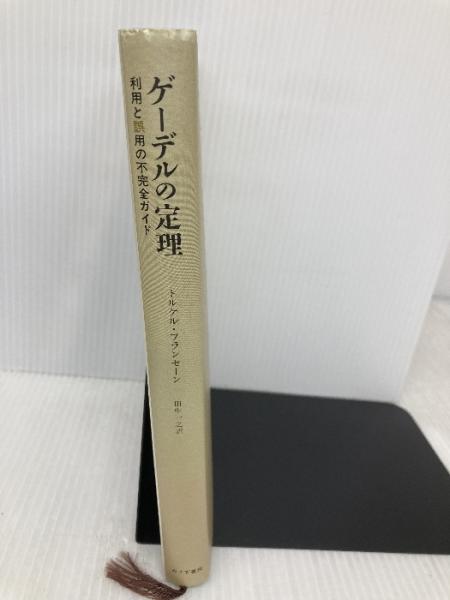 ゲーデルの定理
利用と誤用の不完全ガイド
トルケル・フランセーン
田中一之訳
みすず書房